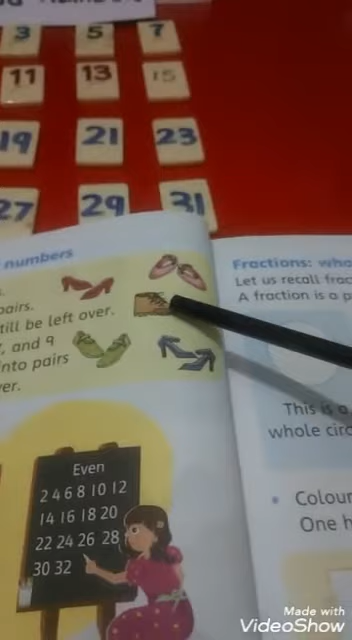 3 5 7
11 13 15
19 21 23
27 29 31
numbers
pairs.
till be left over.
, and 9
into pairs
er.
Even
2 4 6 8 10 12
14 16 18 20
22 24 26 28
30 32
Fractions: wha
Let us recall frac
A fraction is a p
This is a
whole circ
• Colour
One h
Made with
VideoShow